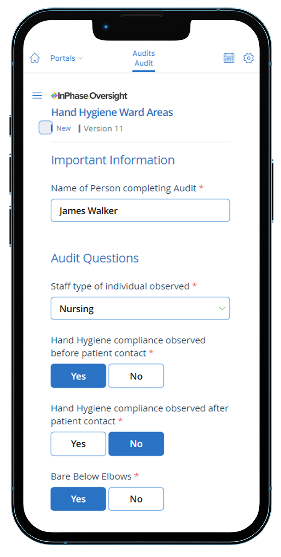 Portals
Audits
Audit
InPhase Oversight
Hand Hygiene Ward Areas
New
Version 11
Important Information
Name of Person completing Audit *
James Walker
Audit Questions
Staff type of individual observed *
Nursing
Hand Hygiene compliance observed
before patient contact *
Yes No
Hand Hygiene compliance observed after
patient contact *
Yes No
Bare Below Elbows *
Yes No